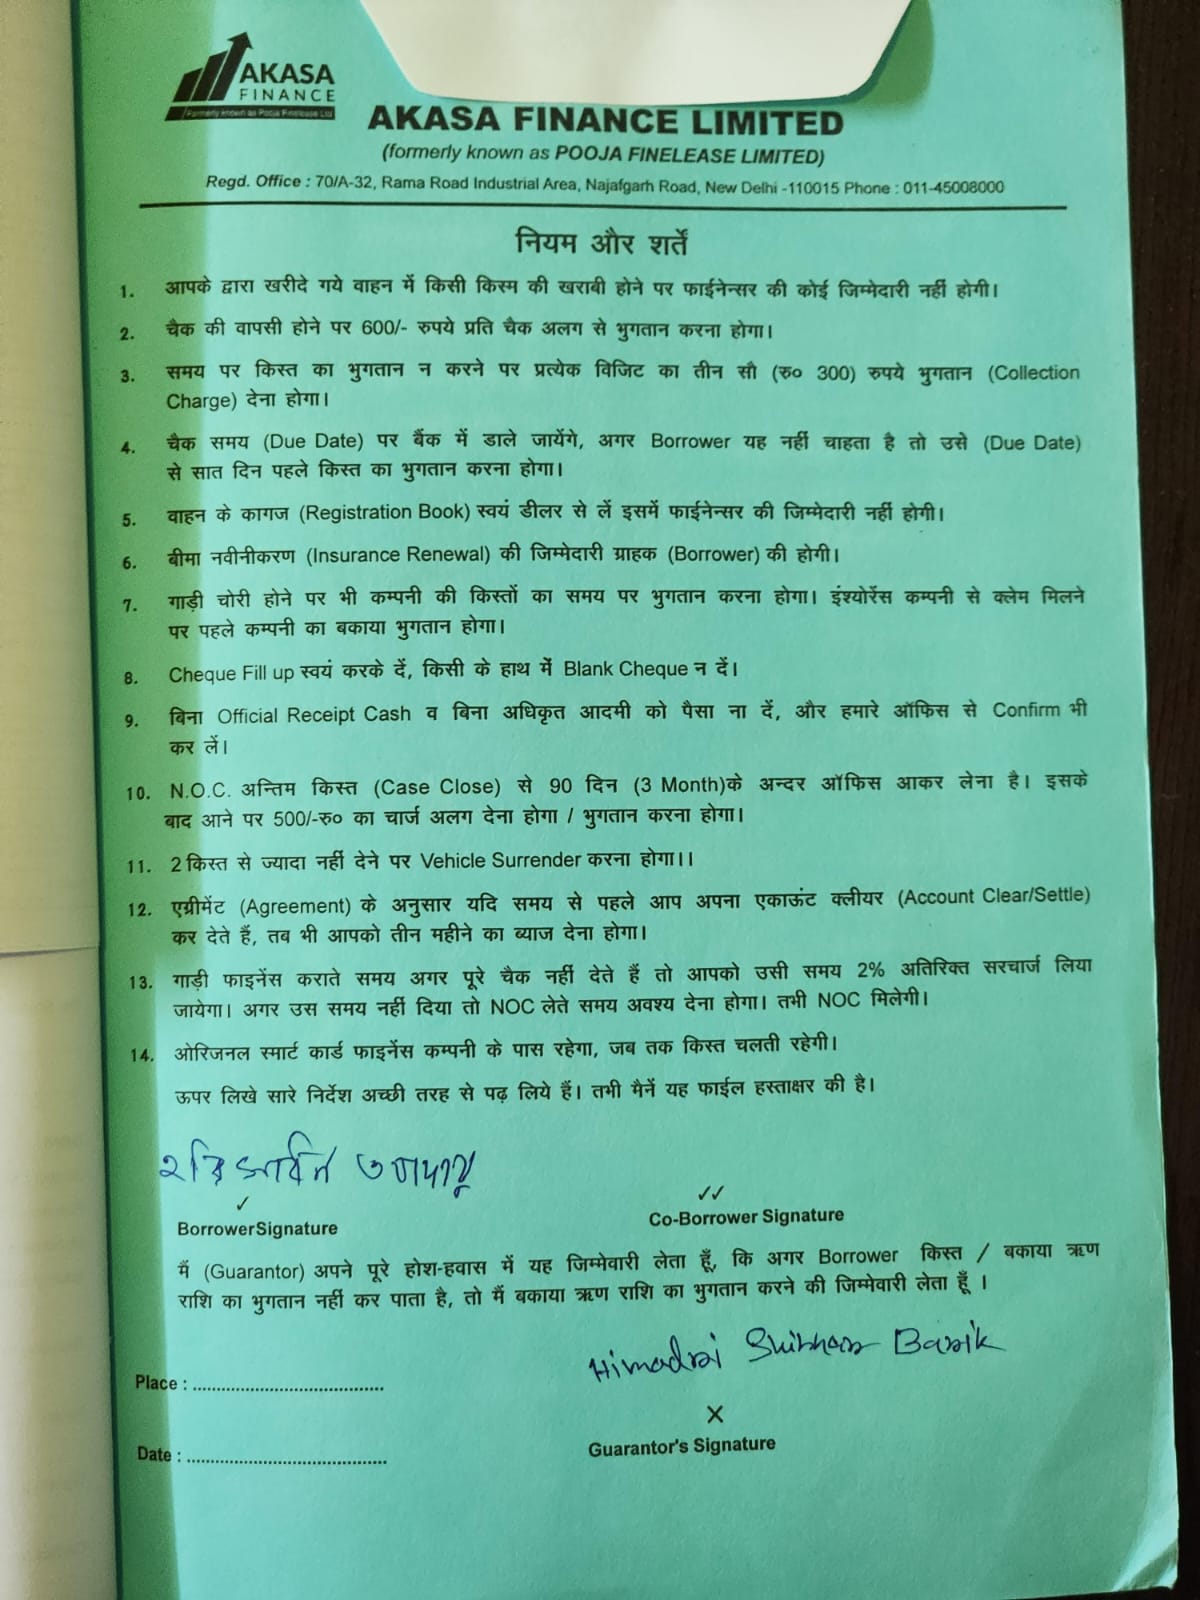 AKASA
FINANCE
Formerly known as Pooja Finelease Ltd
AKASA FINANCE LIMITED
(formerly known as POOJA FINELEASE LIMITED)
Regd. Office : 70/A-32, Rama Road Industrial Area, Najafgarh Road, New Delhi -110015 Phone : 011-45008000
नियम और शर्तें
1. आपके द्वारा खरीदे गये वाहन में किसी किस्म की खराबी होने पर फाईनेन्सर की कोई जिम्मेदारी नहीं होगी।
2. चैक की वापसी होने पर 600/- रुपये प्रति चैक अलग से भुगतान करना होगा।
3. समय पर किस्त का भुगतान न करने पर प्रत्येक विजिट का तीन सौ (रु० 300) रुपये भुगतान (Collection
Charge) देना होगा।
4. चैक समय (Due Date) पर बैंक में डाले जायेंगे, अगर Borrower यह नहीं चाहता है तो उसे (Due Date)
से सात दिन पहले किस्त का भुगतान करना होगा।
5. वाहन के कागज (Registration Book) स्वयं डीलर से लें इसमें फाईनेन्सर की जिम्मेदारी नहीं होगी।
6. बीमा नवीनीकरण (Insurance Renewal) की जिम्मेदारी ग्राहक (Borrower) की होगी।
7. गाड़ी चोरी होने पर भी कम्पनी की किस्तों का समय पर भुगतान करना होगा। इंश्योरेंस कम्पनी से क्लेम मिलने
पर पहले कम्पनी का बकाया भुगतान होगा।
8. Cheque Fill up स्वयं करके दें, किसी के हाथ में Blank Cheque न दें।
9. बिना Official Receipt Cash व बिना अधिकृत आदमी को पैसा ना दें, और हमारे ऑफिस से Confirm भी
कर लें।
10. N.O.C. अन्तिम किस्त (Case Close) से 90 दिन (3 Month)के अन्दर ऑफिस आकर लेना है। इसके
बाद आने पर 500/-रु० का चार्ज अलग देना होगा / भुगतान करना होगा।
11. 2 किस्त से ज्यादा नहीं देने पर Vehicle Surrender करना होगा।।
12. एग्रीमेंट (Agreement) के अनुसार यदि समय से पहले आप अपना एकाऊंट क्लीयर (Account Clear/Settle)
कर देते हैं, तब भी आपको तीन महीने का ब्याज देना होगा।
13. गाड़ी फाइनेंस कराते समय अगर पूरे चैक नहीं देते हैं तो आपको उसी समय 2% अतिरिक्त सरचार्ज लिया
जायेगा। अगर उस समय नहीं दिया तो NOC लेते समय अवश्य देना होगा। तभी NOC मिलेगी।
14. ओरिजनल स्मार्ट कार्ड फाइनेंस कम्पनी के पास रहेगा, जब तक किस्त चलती रहेगी।
ऊपर लिखे सारे निर्देश अच्छी तरह से पढ़ लिये हैं। तभी मैनें यह फाईल हस्ताक्षर की है।
BorrowerSignature
Co-Borrower Signature
मैं (Guarantor) अपने पूरे होश-हवास में यह जिम्मेवारी लेता हूँ, कि अगर Borrower किस्त / बकाया ऋण
राशि का भुगतान नहीं कर पाता है, तो मैं बकाया ऋण राशि का भुगतान करने की जिम्मेवारी लेता हूँ ।
Himadri Barik
Place :
Date :
Guarantor's Signature